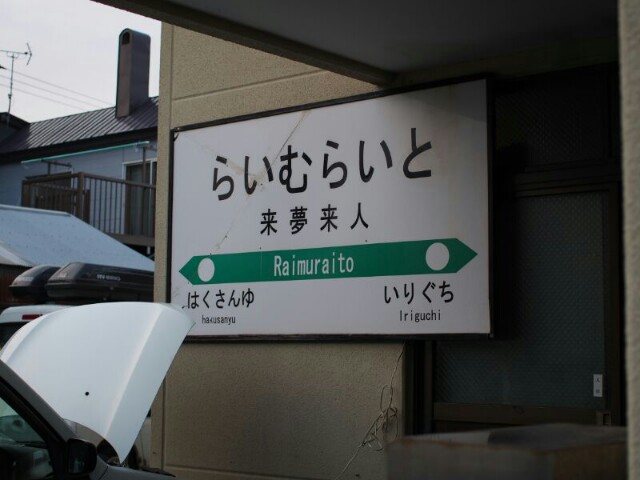 らいむらいと
来夢来人
Raimuraito
はくさんゆ いりぐち
hakusanyu Iriguchi